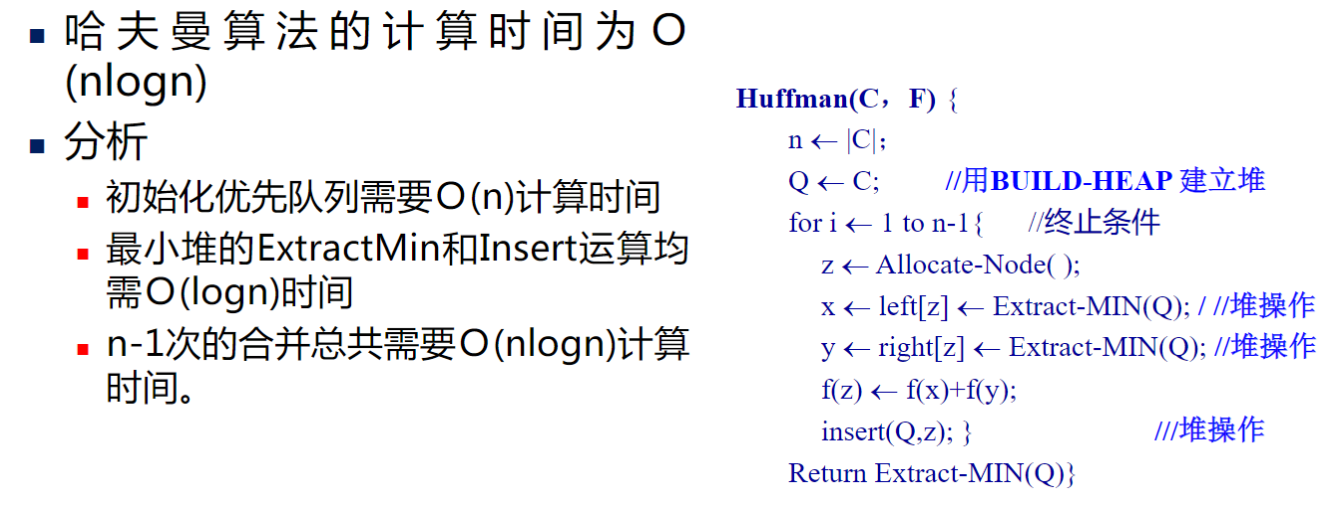 哈夫曼算法的计算时间为O
(nlogn)
分析
初始化优先队列需要O(n)计算时间
最小堆的ExtractMin和Insert运算均
需O(logn)时间
n-1次的合并总共需要O(nlogn)计算
时间。
Huffman(C，F) {
n ← |C|;
Q ← C; //用BUILD-HEAP 建立堆
for i ← 1 to n-1{ //终止条件
z ← Allocate-Node( );
x ← left[z] ← Extract-MIN(Q); / //堆操作
y ← right[z] ← Extract-MIN(Q); //堆操作
f(z) ← f(x)+f(y);
insert(Q,z); } ///堆操作
Return Extract-MIN(Q)}